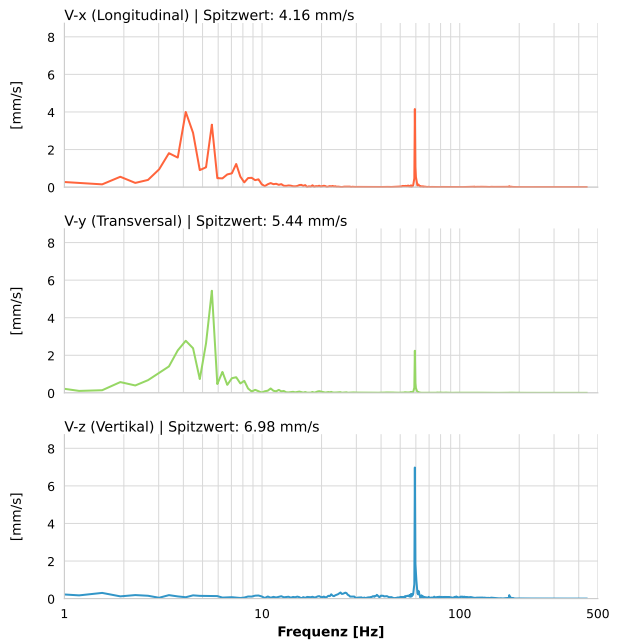 V-x (Longitudinal) | Spitzwert: 4.16 mm/s
8
6
4
2
0
[mm/s]
V-y (Transversal) | Spitzwert: 5.44 mm/s
8
6
4
2
0
[mm/s]
V-z (Vertikal) | Spitzwert: 6.98 mm/s
8
6
4
2
0
[mm/s]
1 10 100 500
Frequenz [Hz]